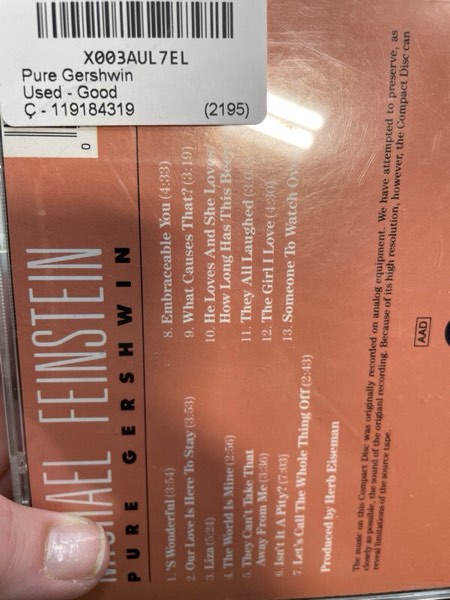 X003AUL7EL
Pure Gershwin
Used - Good
Ç - 119184319 (2195)
0
MICHAEL FEINSTEIN
PURE GERSHWIN
1. 'S Wonderful (3:54)
2. Our Love Is Here To Stay (3:53)
3. Liza (5:24)
4. The World Is Mine (2:56)
5. They Can't Take That
Away From Me (3:36)
6. Isn't It A Pity? (7:03)
7. Let's Call The Whole Thing Off (2:43)
8. Embraceable You (4:33)
9. What Causes That? (3:19)
10. He Loves And She Loves/
How Long Has This
11. They All Laughed
12. The Girl I Love (4:30)
13. Someone To Watch
Produced by Herb Eiseman
The music on this Compact Disc was originally recorded on analog equipment. We have attempted to preserve, as
closely as possible, the sound of the origianl recording. Because of its high resolution, however, the Compact Disc can
reveal limitations of the source tape.
AAD